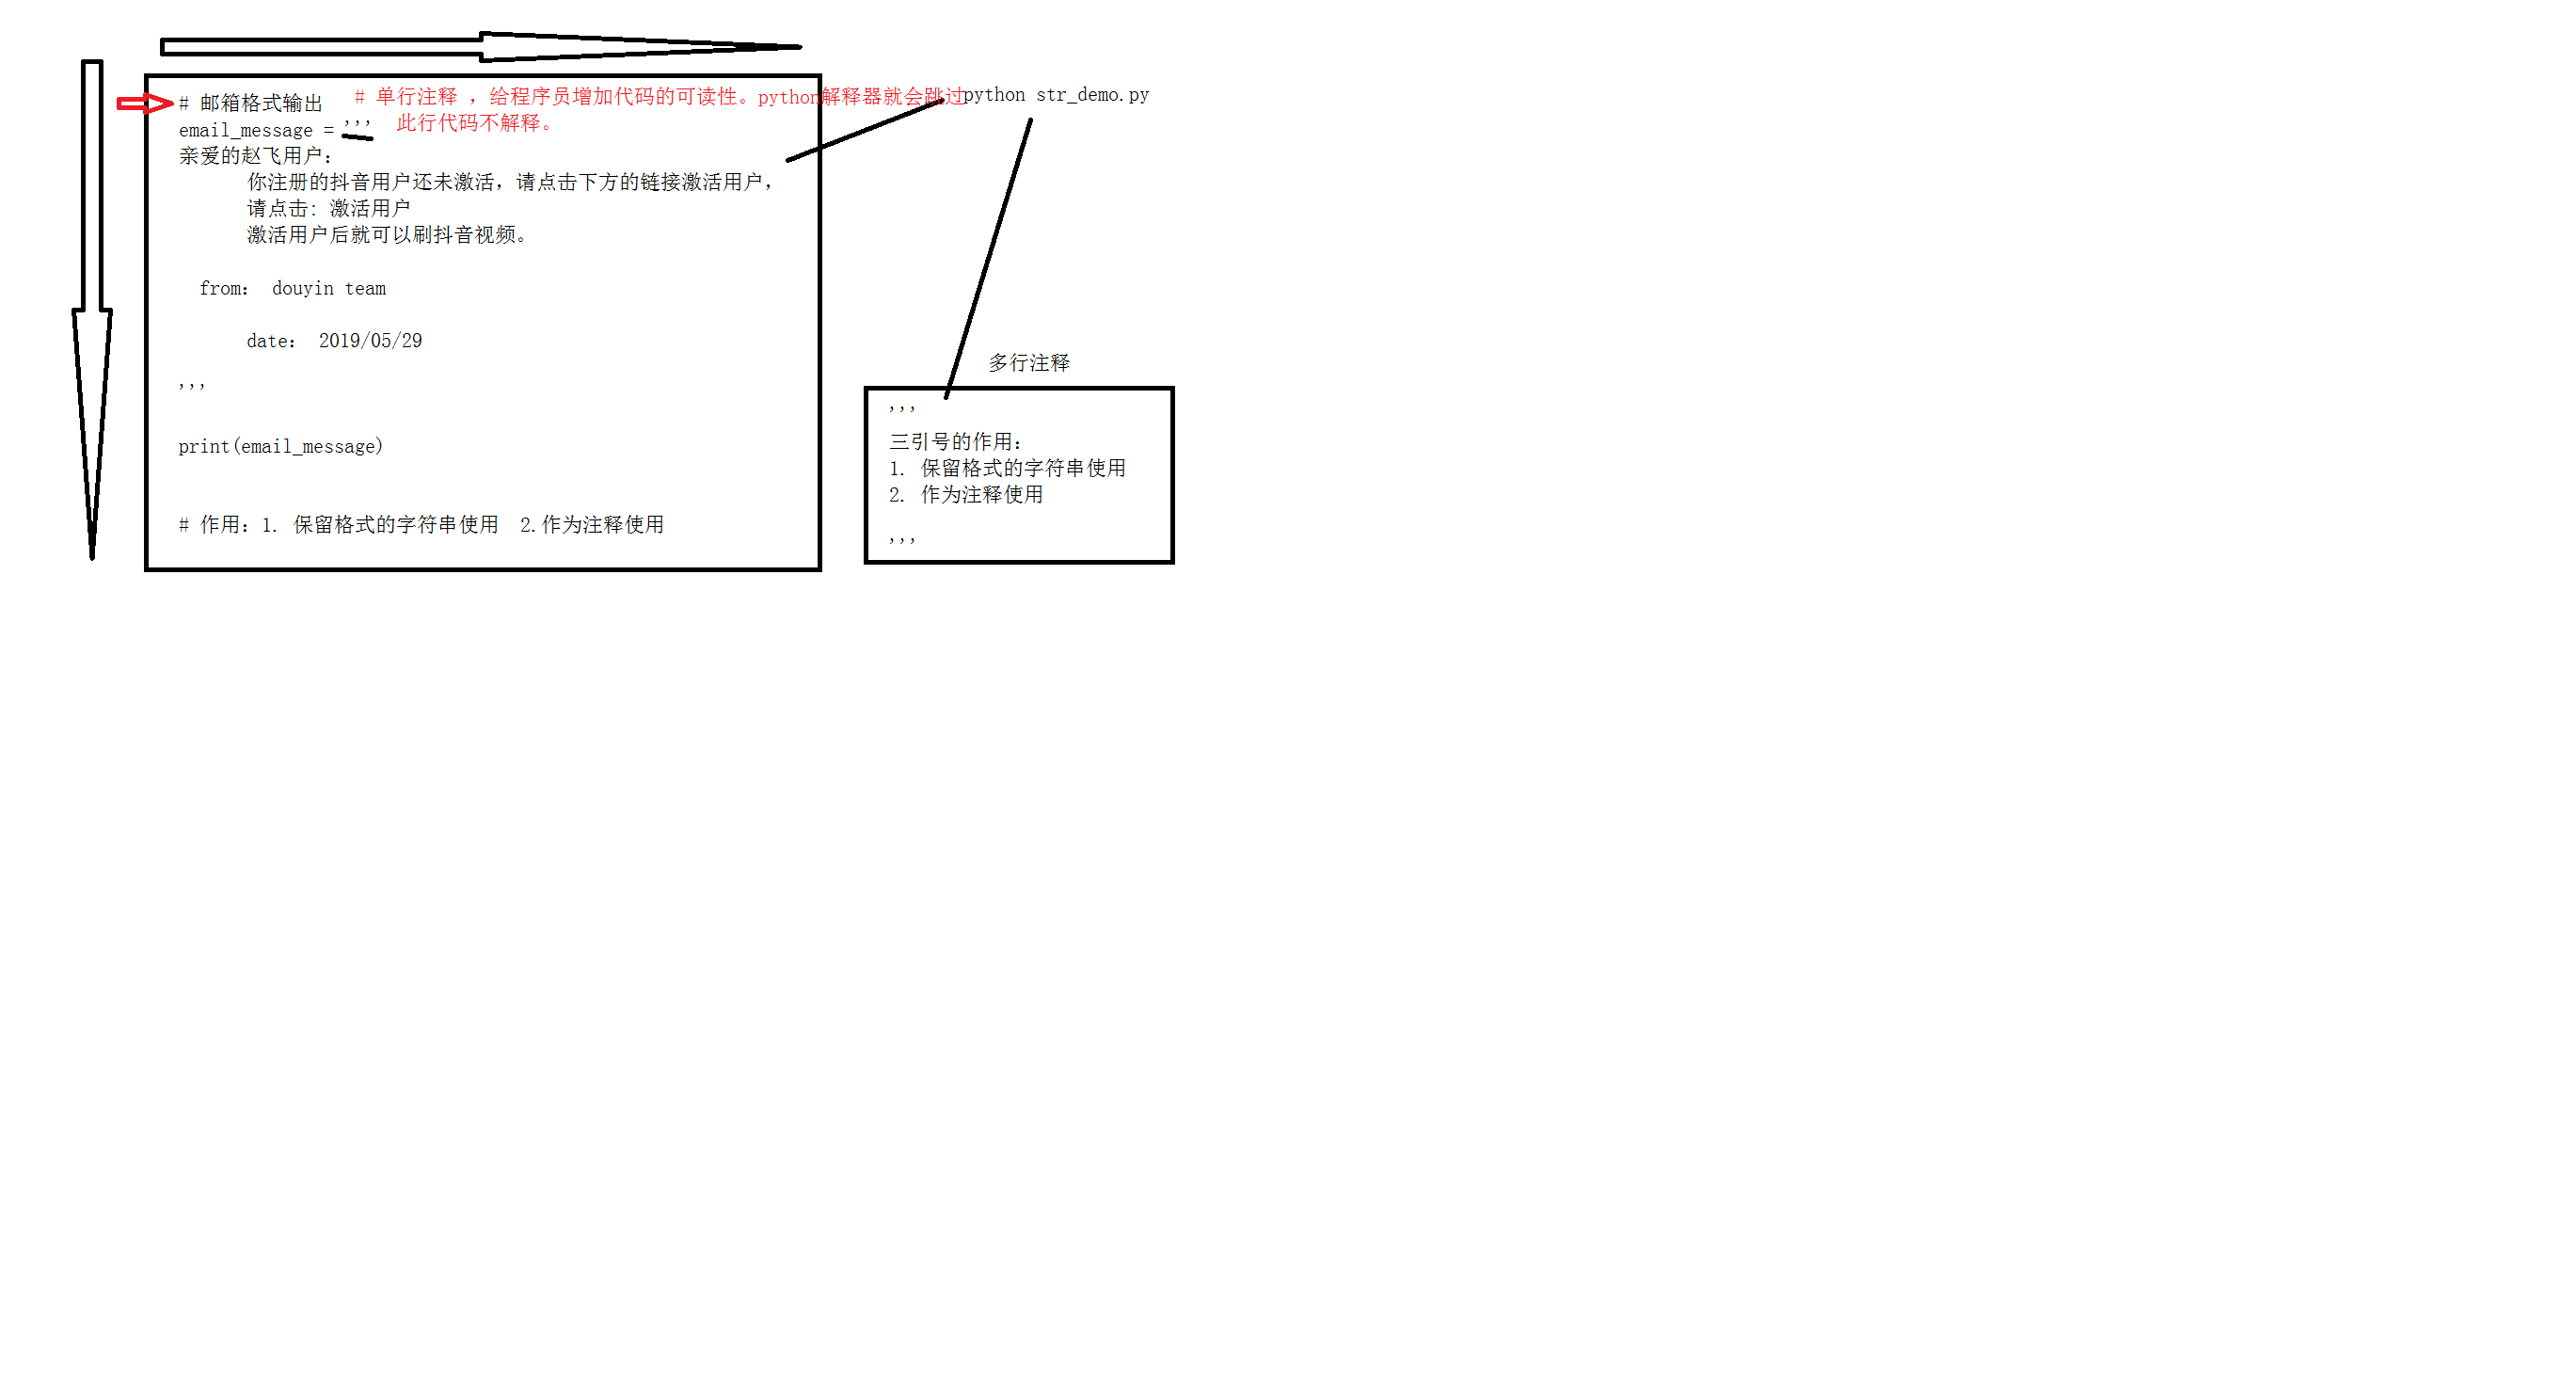 # 邮箱格式输出
# 单行注释 ，给程序员增加代码的可读性。python解释器就会跳过
此行代码不解释。
python str_demo.py
email_message = '''
亲爱的赵飞用户：
你注册的抖音用户还未激活，请点击下方的链接激活用户，
请点击: 激活用户
激活用户后就可以刷抖音视频。
from： douyin team
date： 2019/05/29
'''
print(email_message)
# 作用：1. 保留格式的字符串使用 2.作为注释使用
多行注释
'''
三引号的作用：
1. 保留格式的字符串使用
2. 作为注释使用
'''